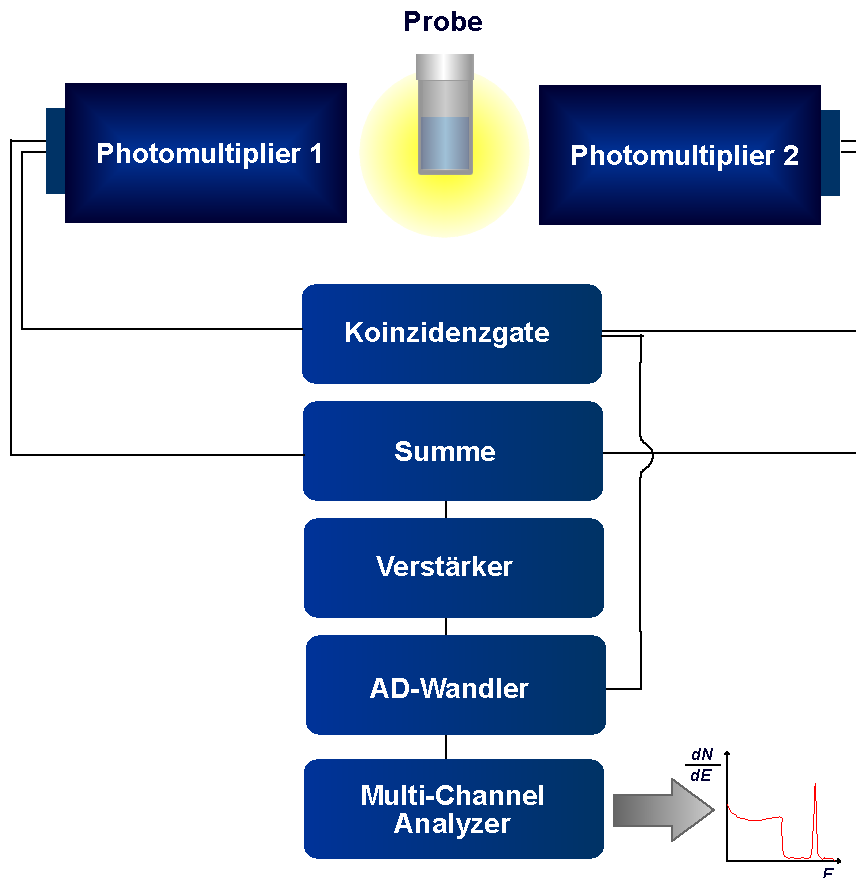 Probe
Photomultiplier 1
Photomultiplier 2
Koinzidenzgate
Summe
Verstärker
AD-Wandler
Multi-Channel
Analyzer
dN
dE
E